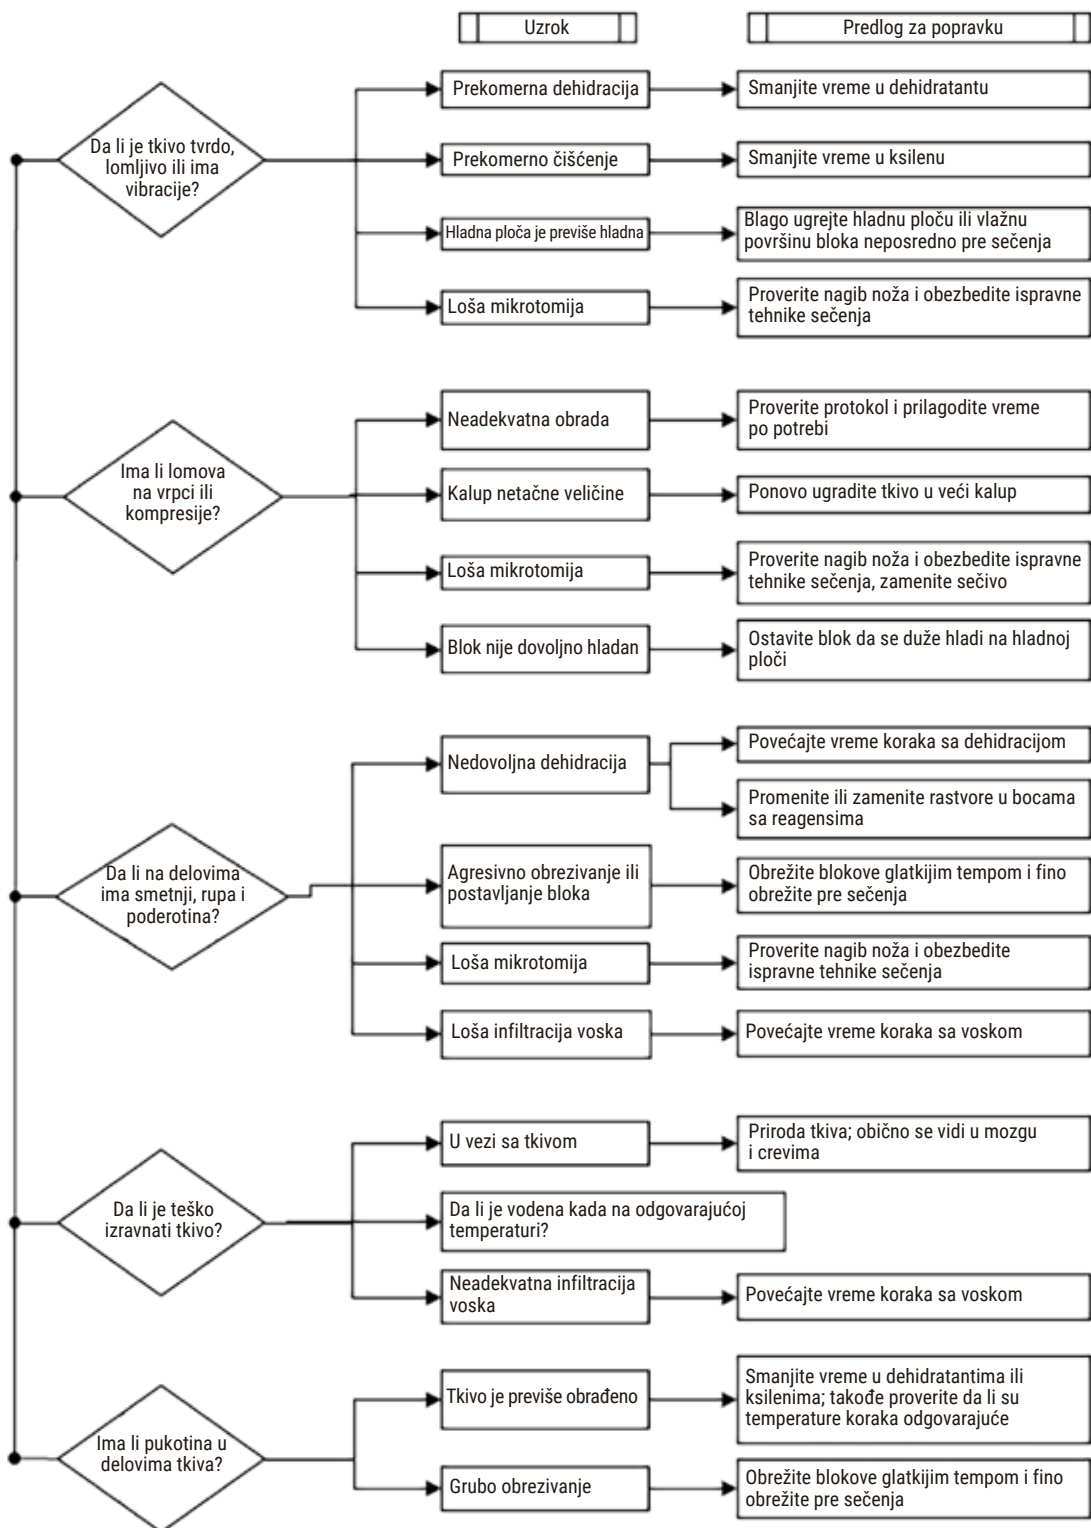 Uzrok
Predlog za popravku
Da li je tkivo tvrdo,
lomljivo ili ima
vibracije?
Prekomerna dehidracija
Smanjite vreme u dehidratantu
Prekomerno čišćenje
Smanjite vreme u ksilenu
Hladna ploča je previše hladna
Blago ugrejte hladnu ploču ili vlažnu
površinu bloka neposredno pre sečenja
Loša mikrotomija
Proverite nagib noža i obezbedite ispravne
tehnike sečenja
Ima li lomova
na vrpci ili
kompresije?
Neadekvatna obrada
Proverite protokol i prilagodite vreme
po potrebi
Kalup netačne veličine
Ponovo ugradite tkivo u veći kalup
Loša mikrotomija
Proverite nagib noža i obezbedite ispravne
tehnike sečenja, zamenite sečivo
Blok nije dovoljno hladan
Ostavite blok da se duže hladi na hladnoj
ploči
Da li na delovima
ima smetnji, rupa i
poderotina?
Nedovoljna dehidracija
Povećajte vreme koraka sa dehidracijom
Promenite ili zamenite rastvore u bocama
sa reagensima
Agresivno obrezivanje ili
postavljanje bloka
Obrežite blokove glatkijim tempom i fino
obrežite pre sečenja
Loša mikrotomija
Proverite nagib noža i obezbedite
ispravne tehnike sečenja
Loša infiltracija voska
Povećajte vreme koraka sa voskom
Da li je teško
izravnati tkivo?
U vezi sa tkivom
Priroda tkiva; obično se vidi u mozgu
i crevima
Da li je vodena kada na odgovarajućoj
temperaturi?
Neadekvatna infiltracija
voska
Povećajte vreme koraka sa voskom
Ima li pukotina u
delovima tkiva?
Tkivo je previše obrađeno
Smanjite vreme u dehidratantima ili
ksilenima; takođe proverite da li su
temperature koraka odgovarajuće
Grubo obrezivanje
Obrežite blokove glatkijim tempom i fino
obrežite pre sečenja